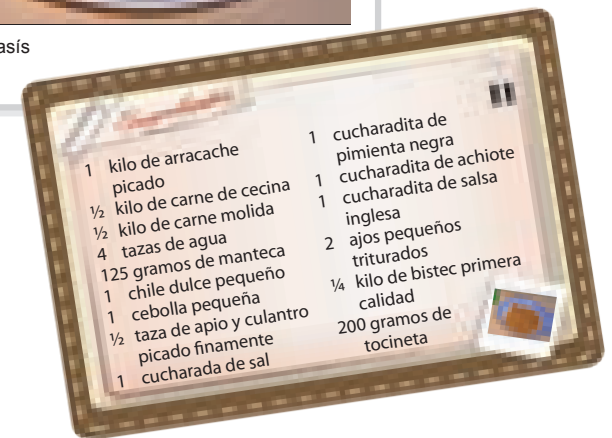 asís
1 kilo de arracache
picado
½ kilo de carne de cecina
½ kilo de carne molida
4 tazas de agua
125 gramos de manteca
1 chile dulce pequeño
1 cebolla pequeña
½ taza de apio y culantro
picado finamente
1 cucharada de sal
1 cucharadita de
pimienta negra
1 cucharadita de achiote
1 cucharadita de salsa
inglesa
2 ajos pequeños
triturados
¼ kilo de bistec primera
calidad
200 gramos de
tocineta